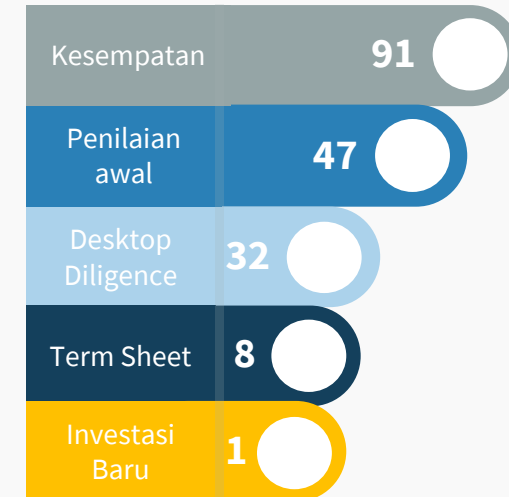 Kesempatan 91
Penilaian
awal
47
Desktop
Diligence
32
Term Sheet 8
Investasi
Baru
1